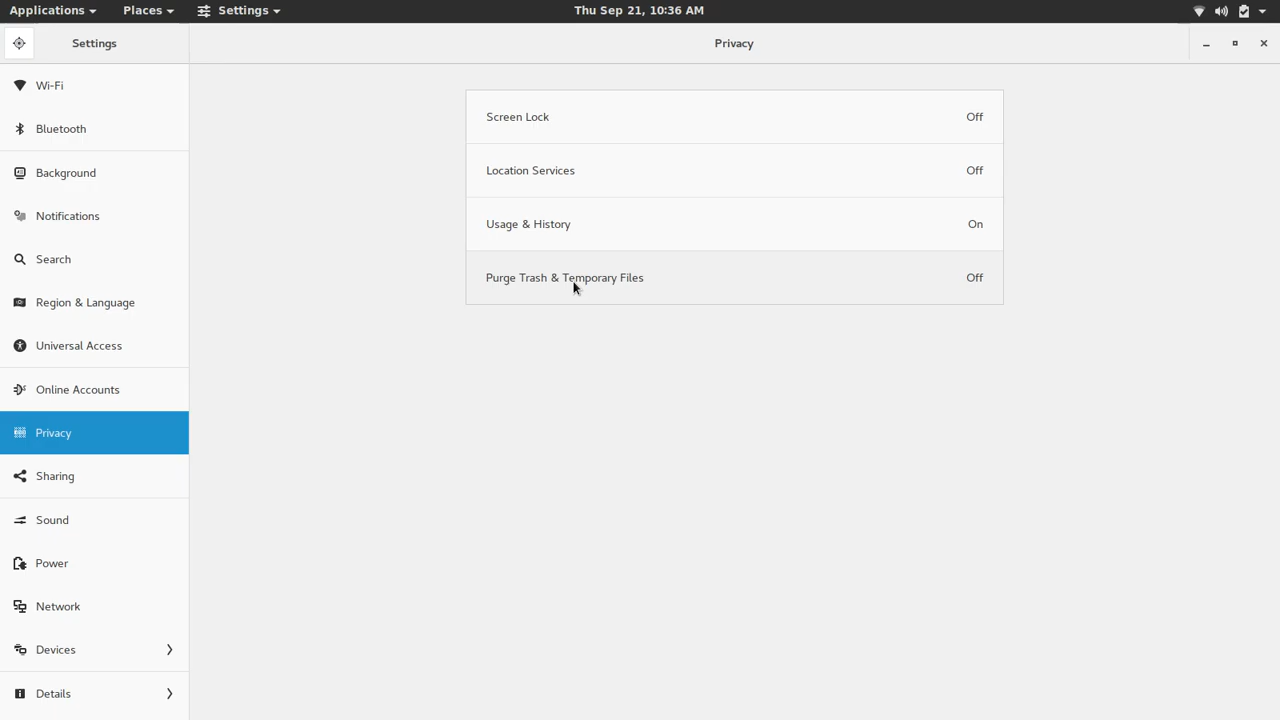 Applications Places Settings Thu Sep 21, 10:36 AM
Settings Privacy
Wi-Fi
Bluetooth
Background
Notifications
Search
Region & Language
Universal Access
Online Accounts
Privacy
Sharing
Sound
Power
Network
Devices
Details
Screen Lock Off
Location Services Off
Usage & History On
Purge Trash & Temporary Files Off